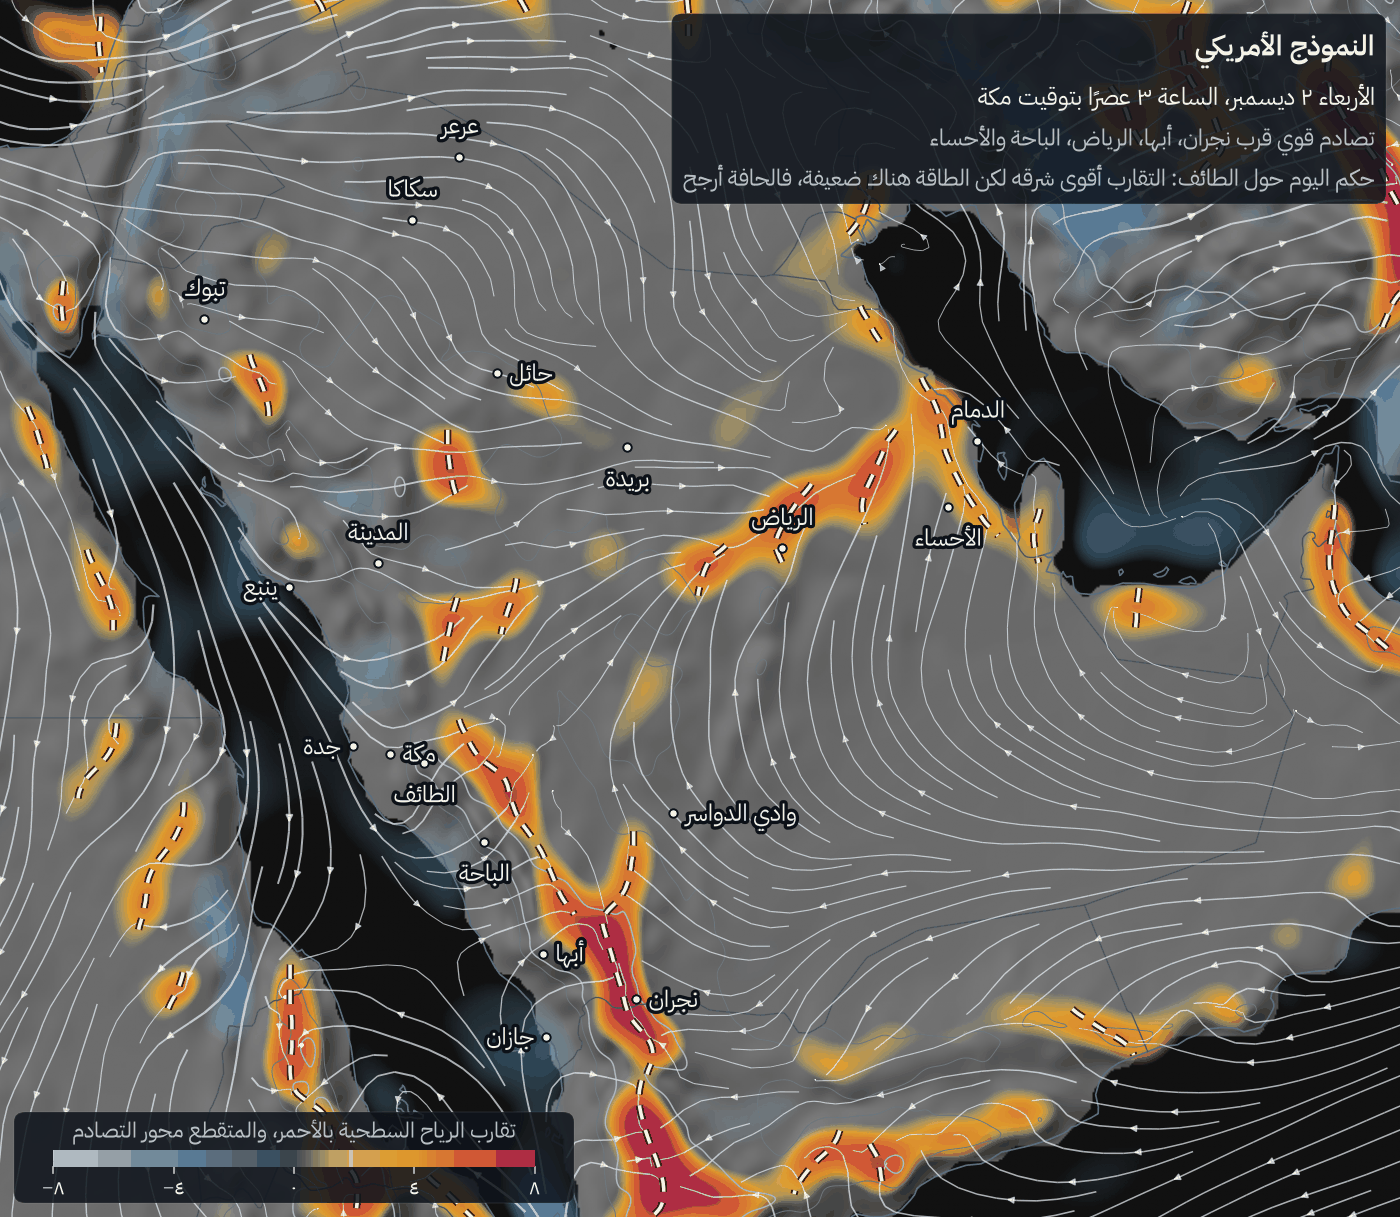 النموذج الأمريكي
الأربعاء ٢ ديسمبر، الساعة ٣ عصرًا بتوقيت مكة
تصادم قوي قرب نجران، أبها، الرياض، الباحة والأحساء
حكم اليوم حول الطائف: التقارب أقوى شرقه لكن الطاقة هناك ضعيفة، فالحافة أرجح
عرعر
سكاكا
تبوك
حائل
الدمام
بريدة
الرياض
المدينة
الأحساء
ينبع
جدة
مكة
الطائف
وادي الدواسر
الباحة
أبها
نجران
جازان
تقارب الرياح السطحية بالأحمر، والمتقطع محور التصادم
−٨ −٤ ٠ ٤ ٨